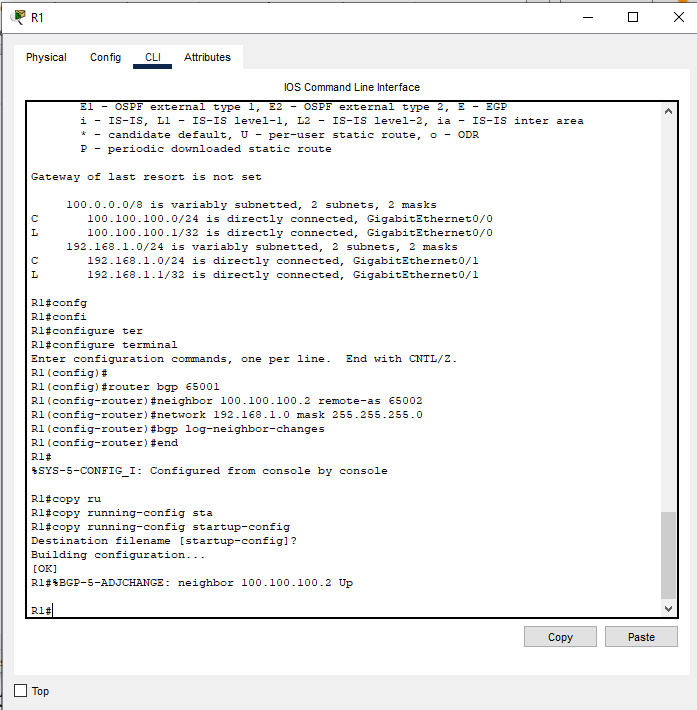 R1
Physical Config CLI Attributes
IOS Command Line Interface
E1 - OSPF external type 1, E2 - OSPF external type 2, E - EGP
i - IS-IS, L1 - IS-IS level-1, L2 - IS-IS level-2, ia - IS-IS inter area
* - candidate default, U - per-user static route, o - ODR
P - periodic downloaded static route
Gateway of last resort is not set
100.0.0.0/8 is variably subnetted, 2 subnets, 2 masks
C 100.100.100.0/24 is directly connected, GigabitEthernet0/0
L 100.100.100.1/32 is directly connected, GigabitEthernet0/0
192.168.1.0/24 is variably subnetted, 2 subnets, 2 masks
C 192.168.1.0/24 is directly connected, GigabitEthernet0/1
L 192.168.1.1/32 is directly connected, GigabitEthernet0/1
R1#confg
R1#confi
R1#configure ter
R1#configure terminal
Enter configuration commands, one per line. End with CNTL/Z.
R1(config)#
R1(config)#router bgp 65001
R1(config-router)#neighbor 100.100.100.2 remote-as 65002
R1(config-router)#network 192.168.1.0 mask 255.255.255.0
R1(config-router)#bgp log-neighbor-changes
R1(config-router)#end
R1#
%SYS-5-CONFIG_I: Configured from console by console
R1#copy ru
R1#copy running-config sta
R1#copy running-config startup-config
Destination filename [startup-config]?
Building configuration...
[OK]
R1#%BGP-5-ADJCHANGE: neighbor 100.100.100.2 Up
R1#
Copy Paste
Top